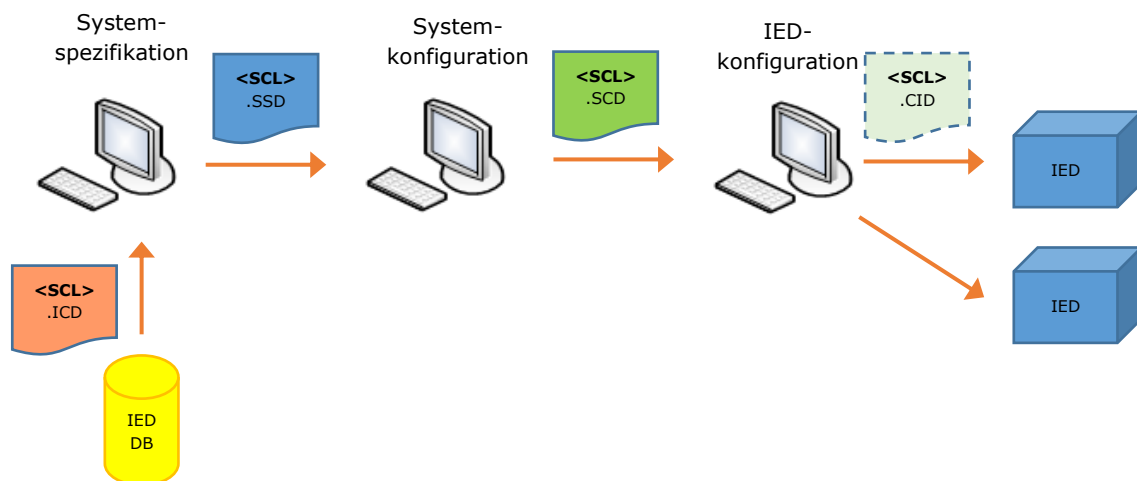 System-
spezifikation
<SCL>
.SSD
System-
konfiguration
<SCL>
.SCD
IED-
konfiguration
<SCL>
.CID
IED
IED
<SCL>
.ICD
IED
DB